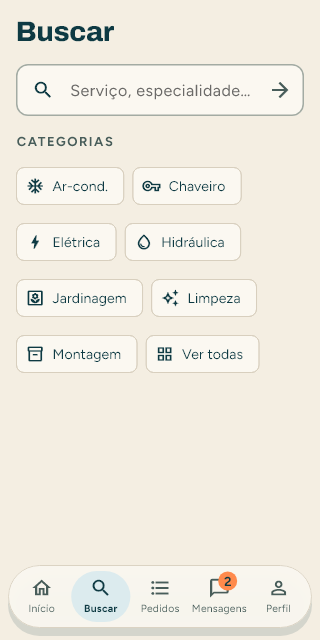 Buscar
Serviço, especialidade...
CATEGORIAS
Ar-cond. Chaveiro
Elétrica Hidráulica
Jardinagem Limpeza
Montagem Ver todas
2
Início Buscar Pedidos Mensagens Perfil